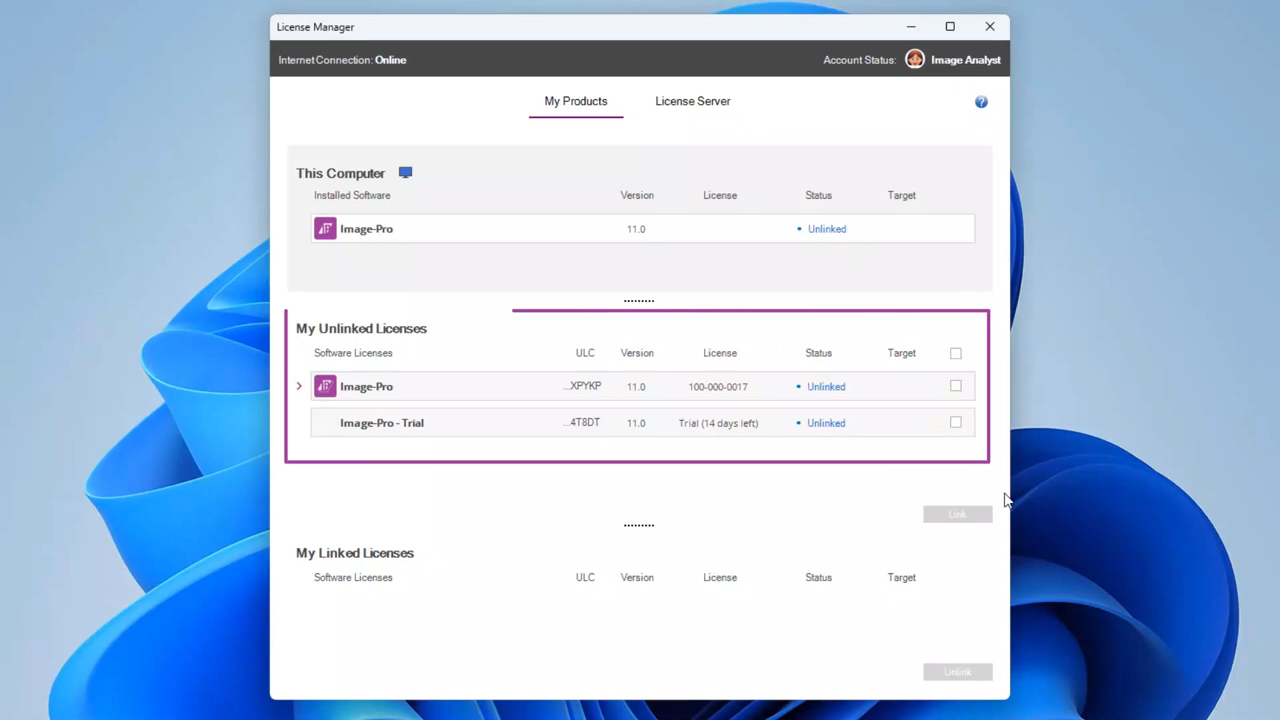 License Manager
Internet Connection: Online Account Status: Image Analyst
My Products License Server
This Computer
Installed Software Version License Status Target
Image-Pro 11.0 Unlinked
My Unlinked Licenses
Software Licenses ULC Version License Status Target
Image-Pro ...XPYKP 11.0 100-000-0017 Unlinked
Image-Pro - Trial ...4T8DT 11.0 Trial (14 days left) Unlinked
Link
My Linked Licenses
Software Licenses ULC Version License Status Target
Unlink